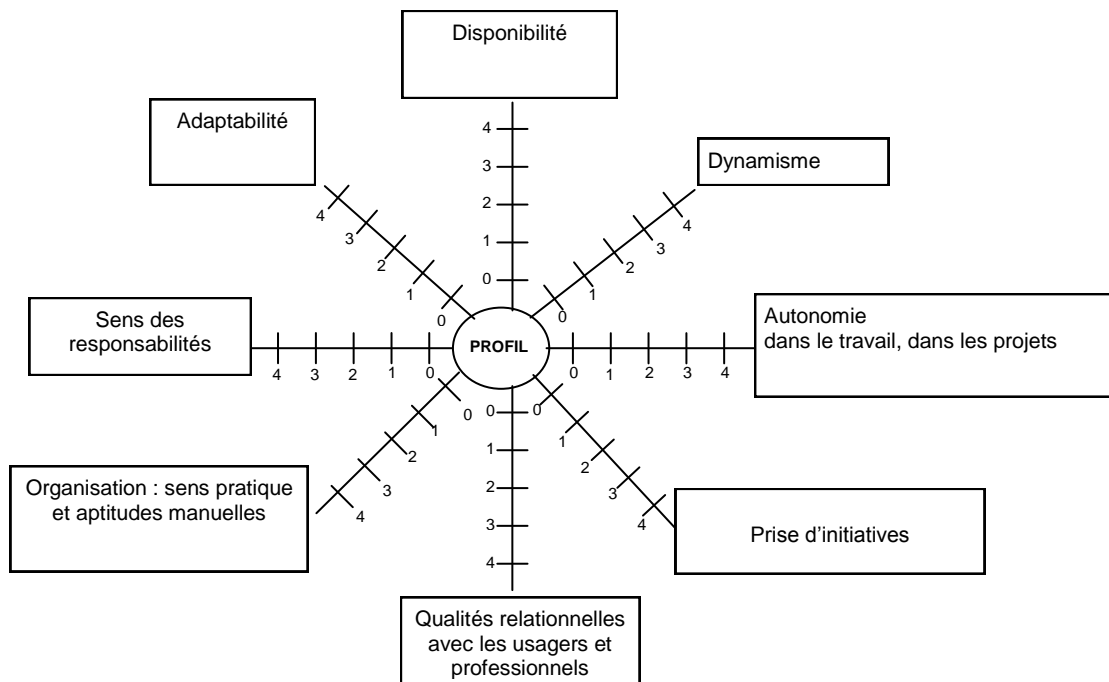 Disponibilité
Adaptabilité
Dynamisme
4
3
2
1
0
4
3
2
1
0
4
3
2
1
0
Sens des
responsabilités
4 3 2 1 0
PROFIL
0 1 2 3 4
Autonomie
dans le travail, dans les projets
0
1
2
3
4
0
1
2
3
4
0
1
2
3
4
Organisation : sens pratique
et aptitudes manuelles
Prise d’initiatives
Qualités relationnelles
avec les usagers et
professionnels